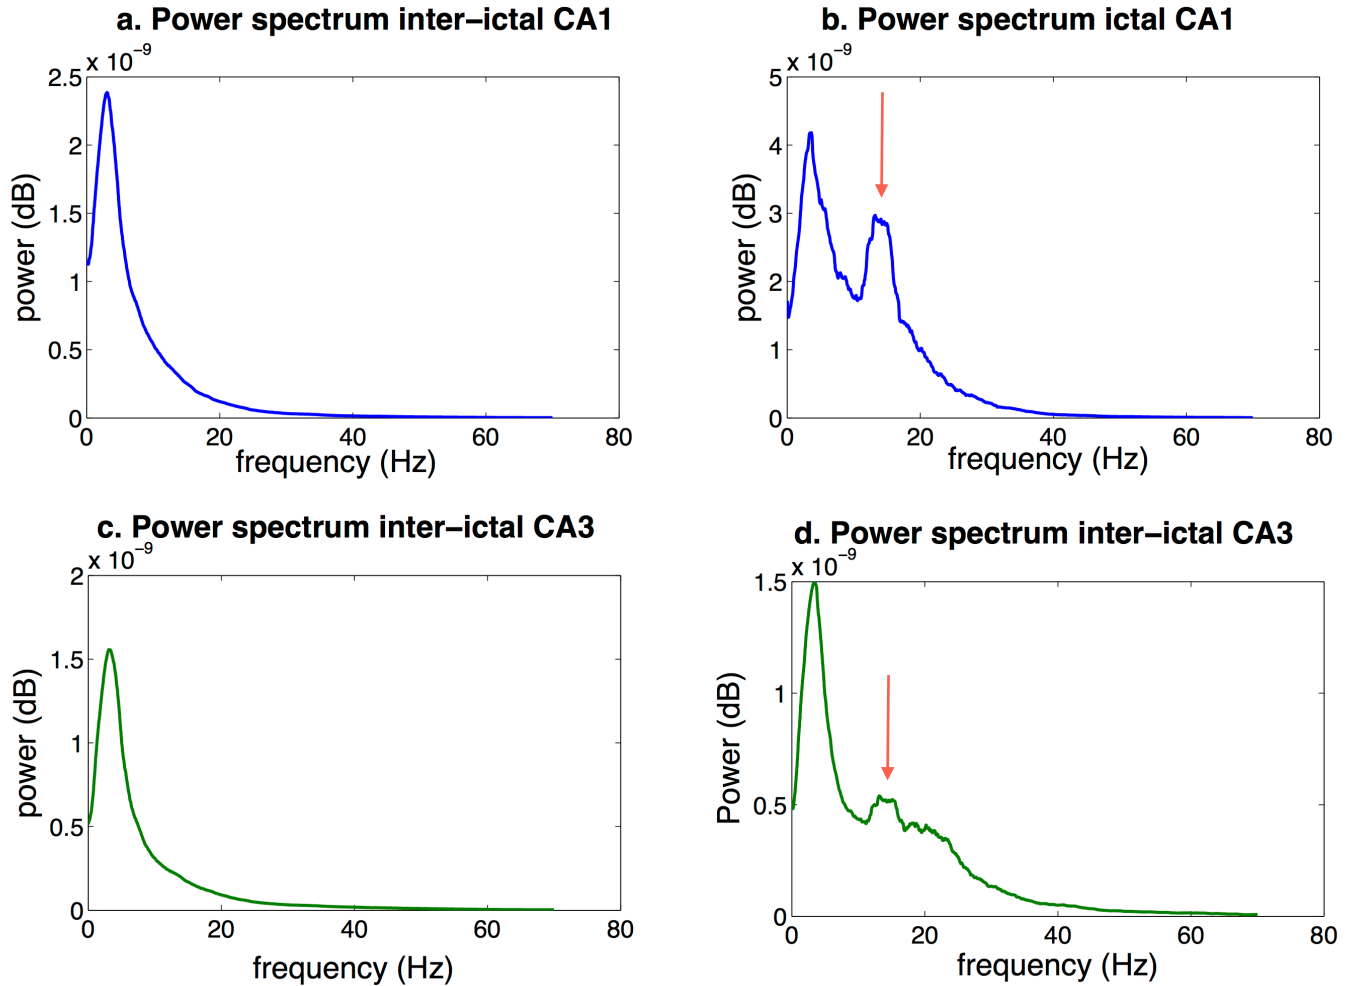 a. Power spectrum inter–ictal CA1
x 10⁻⁹
2.5
2
1.5
1
0.5
0
0 20 40 60 80
power (dB)
frequency (Hz)
b. Power spectrum ictal CA1
x 10⁻⁹
5
4
3
2
1
0
0 20 40 60 80
power (dB)
frequency (Hz)
c. Power spectrum inter–ictal CA3
x 10⁻⁹
2
1.5
1
0.5
0
0 20 40 60 80
power (dB)
frequency (Hz)
d. Power spectrum inter–ictal CA3
x 10⁻⁹
1.5
1
0.5
0
0 20 40 60 80
Power (dB)
frequency (Hz)